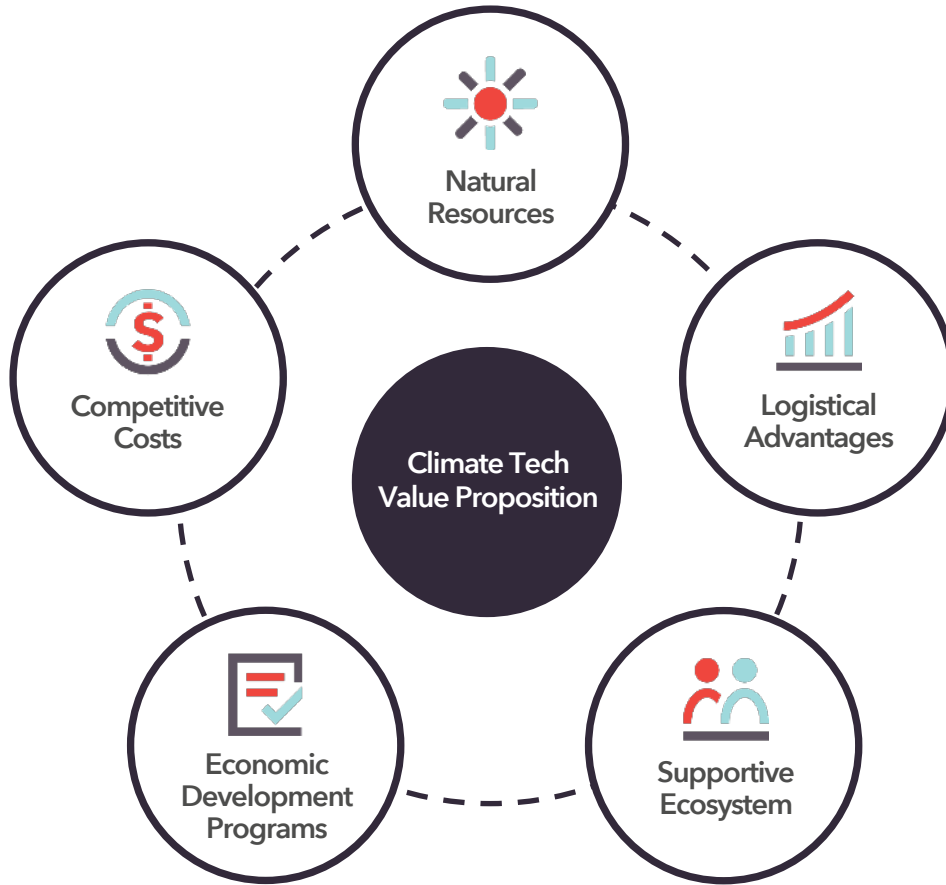 Natural
Resources
Logistical
Advantages
Supportive
Ecosystem
Economic
Development
Programs
$
Competitive
Costs
Climate Tech
Value Proposition